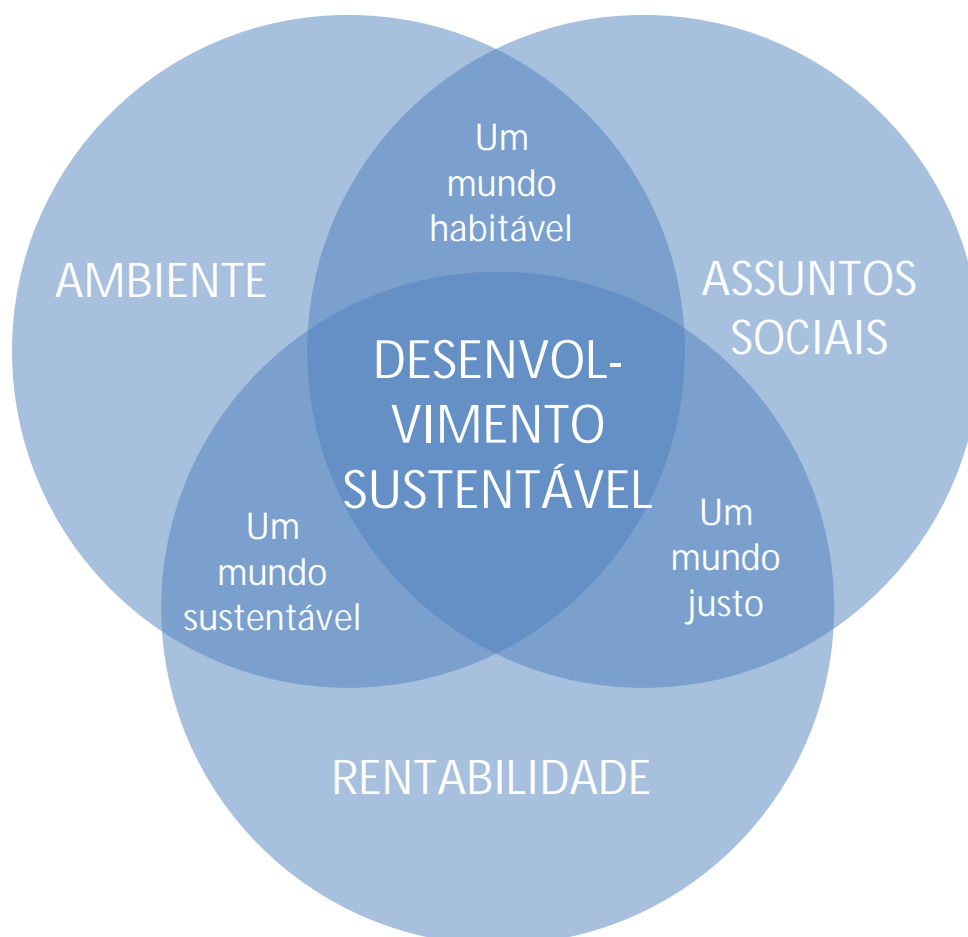 Um
mundo
habitável
AMBIENTE
ASSUNTOS
SOCIAIS
DESENVOL-
VIMENTO
SUSTENTÁVEL
Um
mundo
sustentável
Um
mundo
justo
RENTABILIDADE